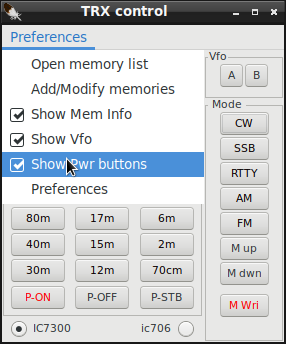 TRX control
Preferences
Open memory list
Add/Modify memories
Show Mem Info
Show Vfo
Show Pwr buttons
Preferences
Vfo
A B
Mode
CW
SSB
RTTY
AM
FM
M up
M dwn
M Wri
80m 17m 6m
40m 15m 2m
30m 12m 70cm
P-ON P-OFF P-STB
IC7300 ic706